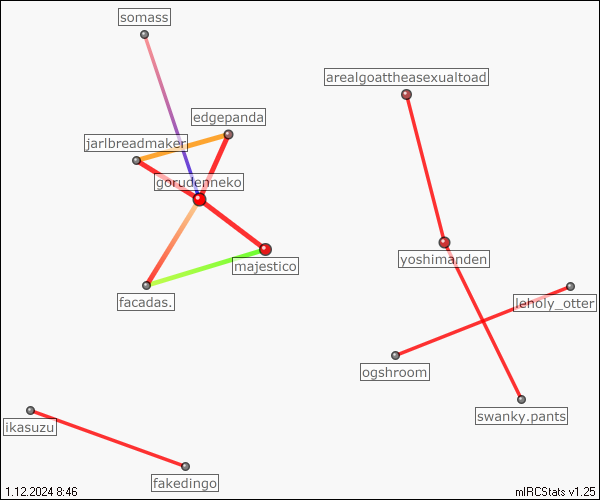 somass
arealgoattheasexualtoad
edgepanda
jarlbreadmaker
gorudenneko
yoshimanden
majestico
facadas.
leholy_otter
ogshroom
swanky.pants
ikasuzu
fakedingo
1.12.2024 8:46
mIRCStats v1.25